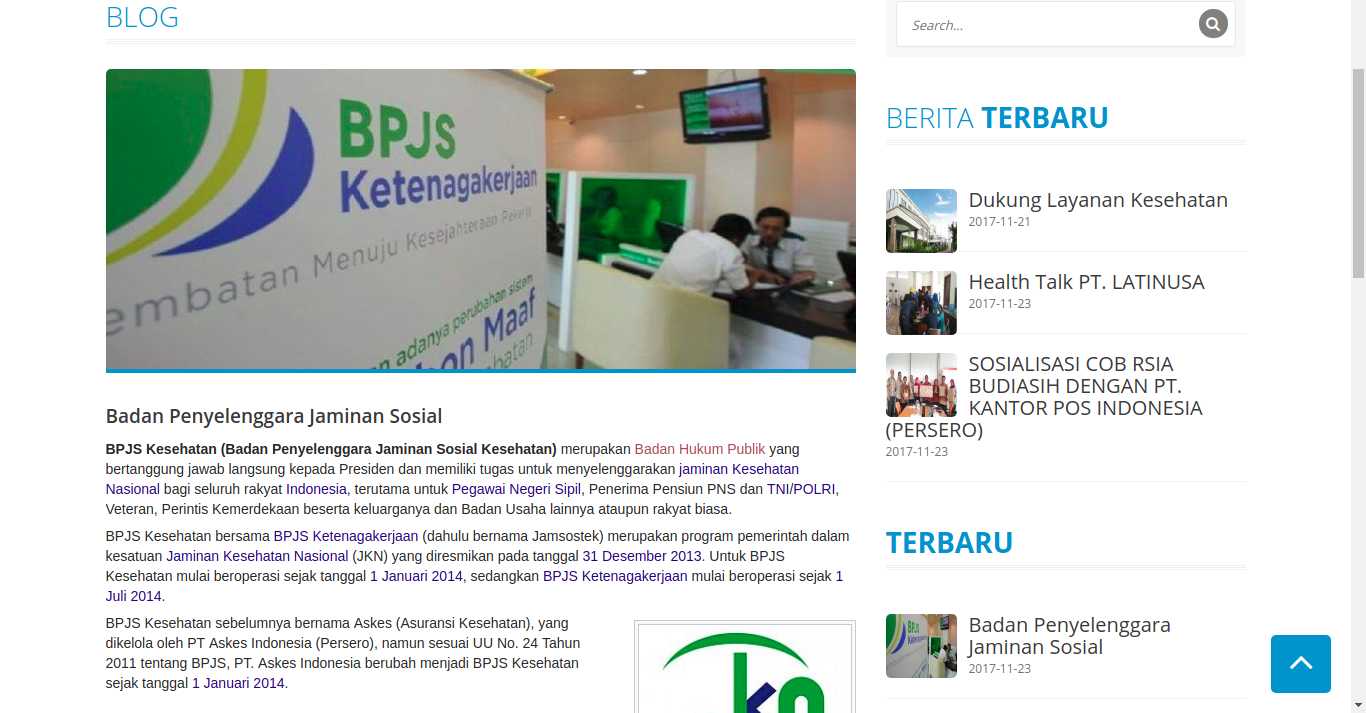 BLOG
BPJS
Ketenagakerjaan
embatan Menuju Kesejahteraan Pekerja
adanya perubahan sistem
Maaf
Badan Penyelenggara Jaminan Sosial
BPJS Kesehatan (Badan Penyelenggara Jaminan Sosial Kesehatan) merupakan Badan Hukum Publik yang
bertanggung jawab langsung kepada Presiden dan memiliki tugas untuk menyelenggarakan jaminan Kesehatan
Nasional bagi seluruh rakyat Indonesia, terutama untuk Pegawai Negeri Sipil, Penerima Pensiun PNS dan TNI/POLRI,
Veteran, Perintis Kemerdekaan beserta keluarganya dan Badan Usaha lainnya ataupun rakyat biasa.
BPJS Kesehatan bersama BPJS Ketenagakerjaan (dahulu bernama Jamsostek) merupakan program pemerintah dalam
kesatuan Jaminan Kesehatan Nasional (JKN) yang diresmikan pada tanggal 31 Desember 2013. Untuk BPJS
Kesehatan mulai beroperasi sejak tanggal 1 Januari 2014, sedangkan BPJS Ketenagakerjaan mulai beroperasi sejak 1
Juli 2014.
BPJS Kesehatan sebelumnya bernama Askes (Asuransi Kesehatan), yang
dikelola oleh PT Askes Indonesia (Persero), namun sesuai UU No. 24 Tahun
2011 tentang BPJS, PT. Askes Indonesia berubah menjadi BPJS Kesehatan
sejak tanggal 1 Januari 2014.
Search...
BERITA TERBARU
Dukung Layanan Kesehatan
2017-11-21
Health Talk PT. LATINUSA
2017-11-23
SOSIALISASI COB RSIA
BUDIASIH DENGAN PT.
KANTOR POS INDONESIA
(PERSERO)
2017-11-23
TERBARU
Badan Penyelenggara
Jaminan Sosial
2017-11-23